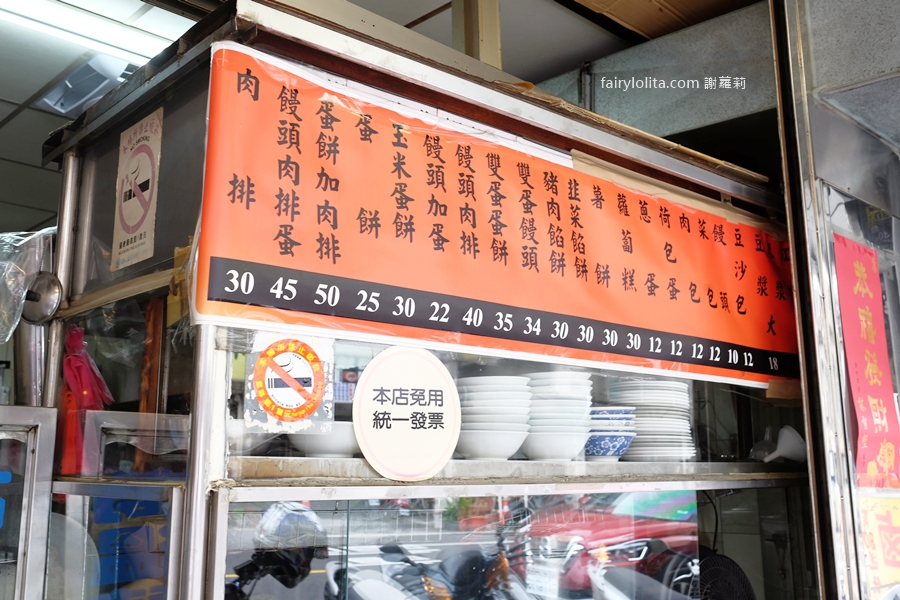 fairylolita.com 謝蘿莉
肉排
饅頭肉排蛋
蛋餅加肉排
蛋餅
玉米蛋餅
饅頭加蛋
饅頭肉排
雙蛋蛋餅
雙蛋饅頭
豬肉餡餅
韭菜餡餅
薯餅
蘿蔔糕
蔥蛋
荷包蛋
肉包
菜包
饅頭
豆沙包
豆漿
大
30 45 50 25 30 22 40 35 34 30 30 30 30 12 12 12 12 10 12 18
本店免用
統一發票